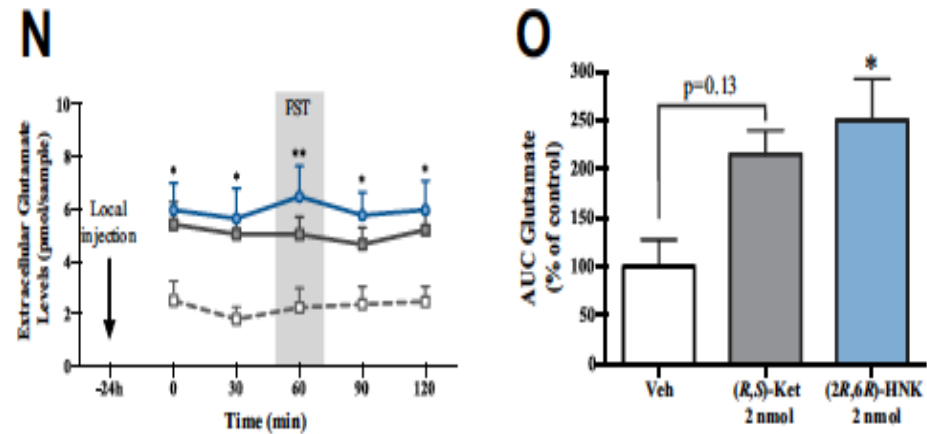 N
Extracellular Glutamate
Levels (pmol/sample)
10
8
6
4
2
0
FST
Local
injection
*
*
**
*
*
-24h
0
30
60
90
120
Time (min)
O
AUC Glutamate
(% of control)
300
250
200
150
100
50
0
p=0.13
*
Veh
(R,S)-Ket
2 nmol
(2R,6R)-HNK
2 nmol